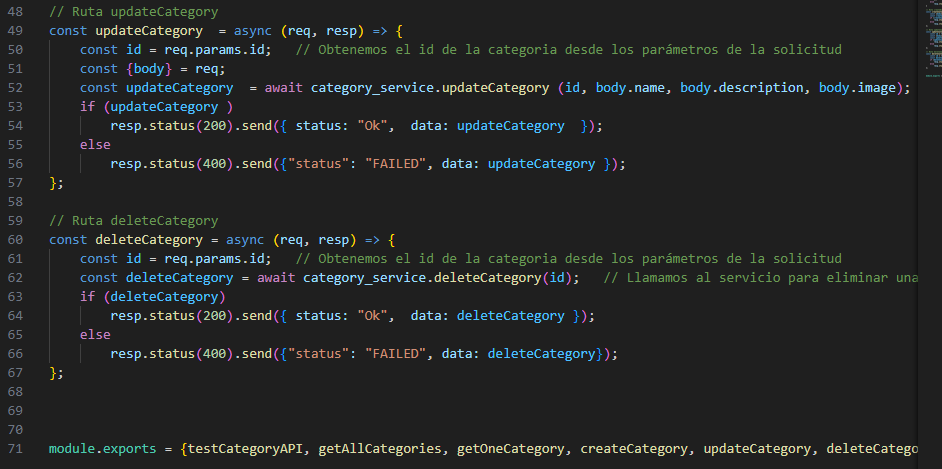 48 // Ruta updateCategory
49 const updateCategory  = async (req, resp) => {
50     const id = req.params.id;   // Obtenemos el id de la categoria desde los parámetros de la solicitud
51     const {body} = req;
52     const updateCategory  = await category_service.updateCategory (id, body.name, body.description, body.image);
53     if (updateCategory )
54         resp.status(200).send({ status: "Ok",  data: updateCategory  });
55     else
56         resp.status(400).send({"status": "FAILED", data: updateCategory });
57 };
58
59 // Ruta deleteCategory
60 const deleteCategory = async (req, resp) => {
61     const id = req.params.id;   // Obtenemos el id de la categoria desde los parámetros de la solicitud
62     const deleteCategory = await category_service.deleteCategory(id);   // Llamamos al servicio para eliminar una
63     if (deleteCategory)
64         resp.status(200).send({ status: "Ok",  data: deleteCategory });
65     else
66         resp.status(400).send({"status": "FAILED", data: deleteCategory});
67 };
68
69
70
71 module.exports = {testCategoryAPI, getAllCategories, getOneCategory, createCategory, updateCategory, deleteCatego